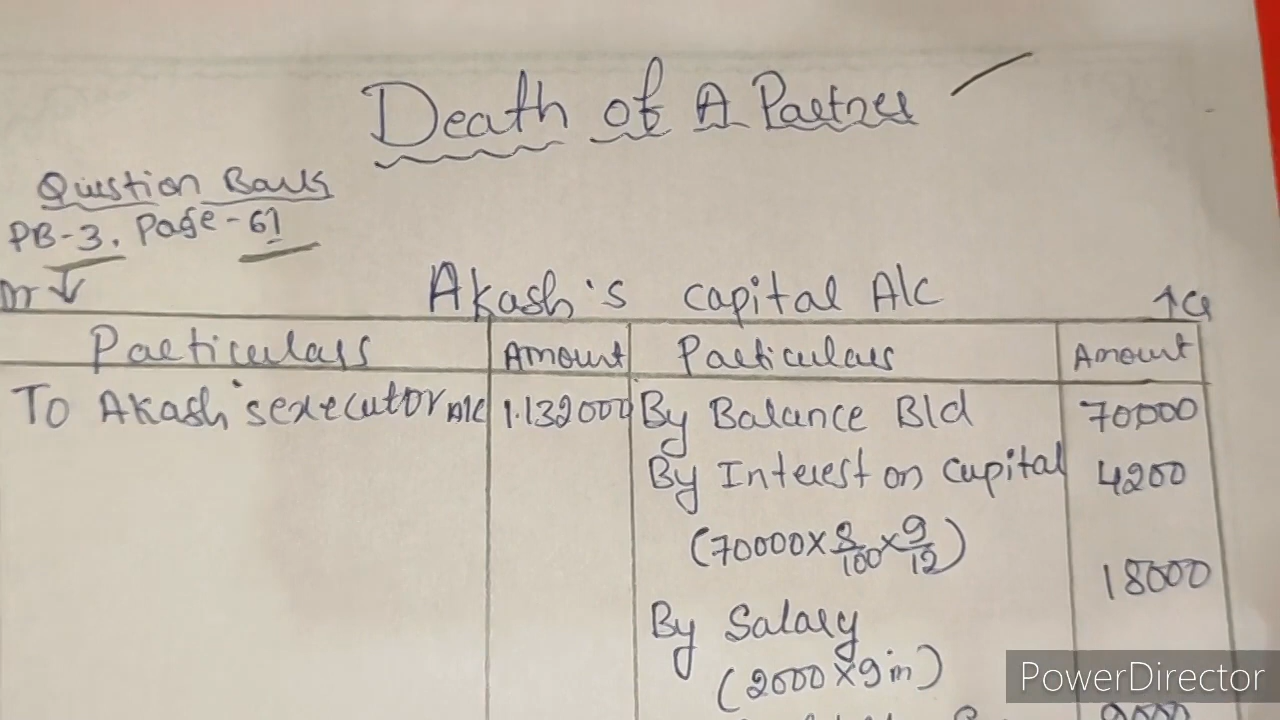 Death of A Partner
Question Bank
PB-3. Page-61
Dr
Akash's capital A/C
Cr
Particulars Amount Particulars Amount
To Akash's executor A/C 1.132000 By Balance B/d 70000
By Interest on capital 4200
(70000×8/100×9/12)
18000
By Salary
(2000×9m)
PowerDirector